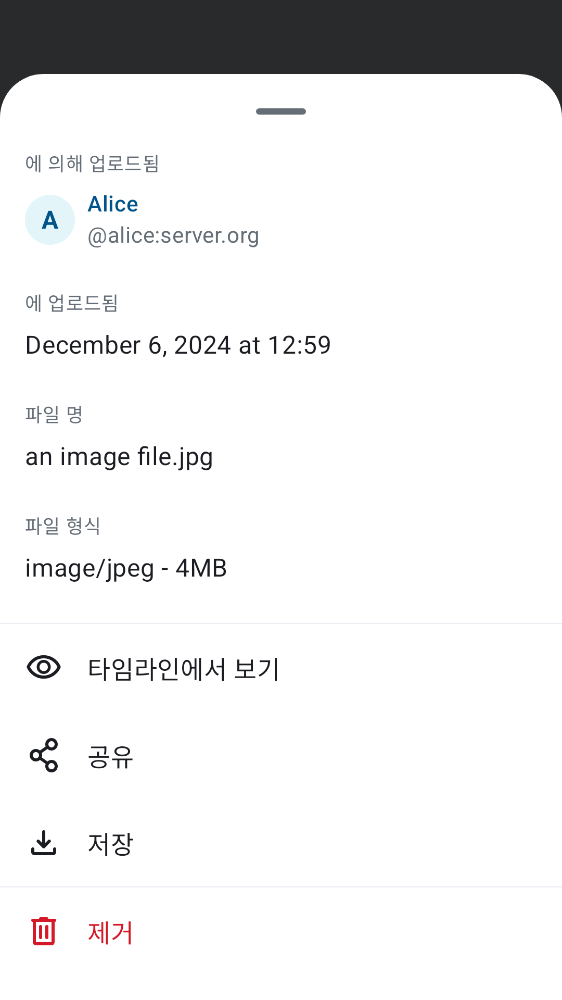 에 의해 업로드됨
A
Alice
@alice:server.org
에 업로드됨
December 6, 2024 at 12:59
파일 명
an image file.jpg
파일 형식
image/jpeg - 4MB
타임라인에서 보기
공유
저장
제거